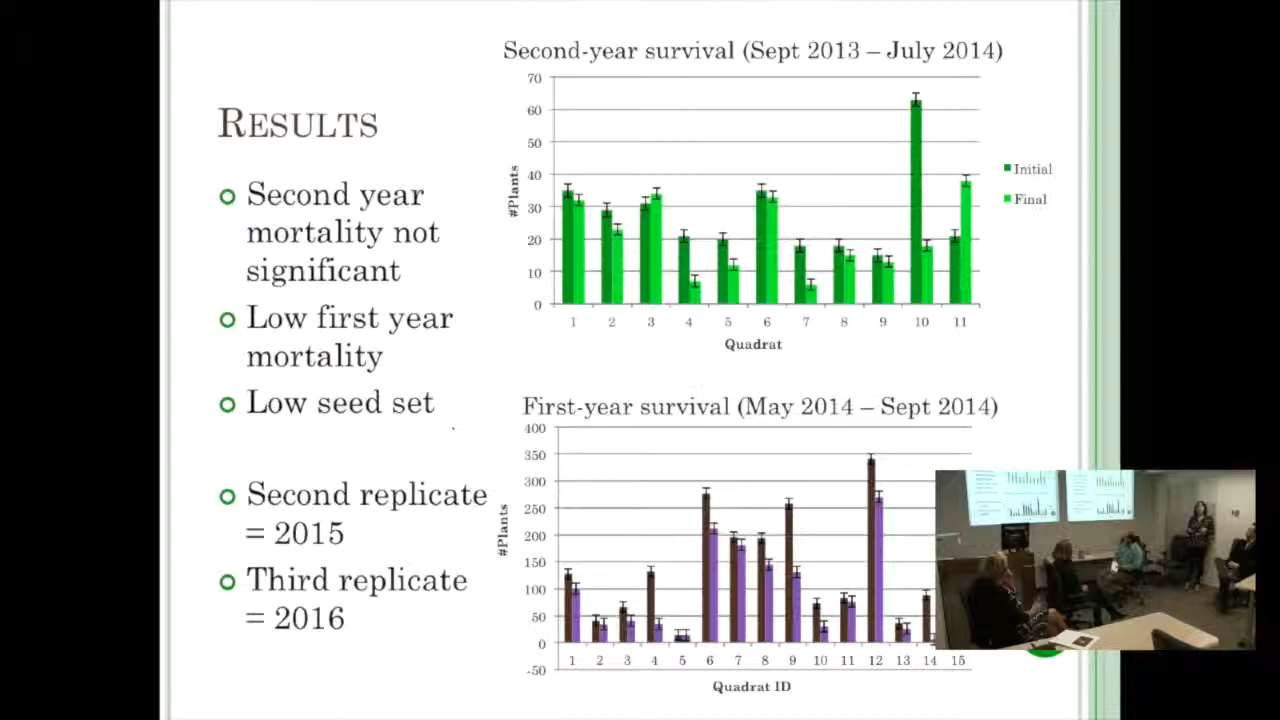 RESULTS
Second year
mortality not
significant
Low first year
mortality
Low seed set
Second replicate
= 2015
Third replicate
= 2016
Second-year survival (Sept 2013 – July 2014)
70
60
50
40
30
20
10
0
#Plants
1 2 3 4 5 6 7 8 9 10 11
Quadrat
Initial
Final
First-year survival (May 2014 – Sept 2014)
400
350
300
250
200
150
100
50
0
-50
#Plants
1 2 3 4 5 6 7 8 9 10 11 12 13 14 15
Quadrat ID